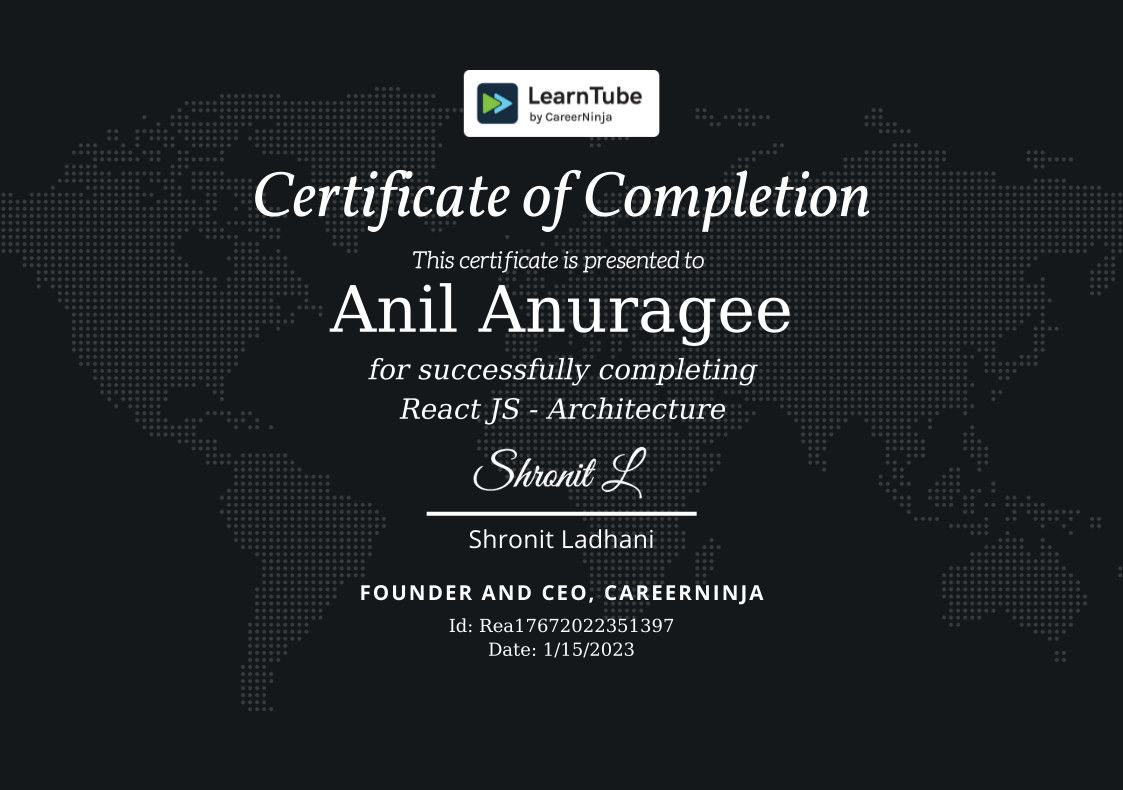 LearnTube
by CareerNinja
Certificate of Completion
This certificate is presented to
Anil Anuragee
for successfully completing
React JS - Architecture
Shronit L
Shronit Ladhani
FOUNDER AND CEO, CAREERNINJA
Id: Rea17672022351397
Date: 1/15/2023